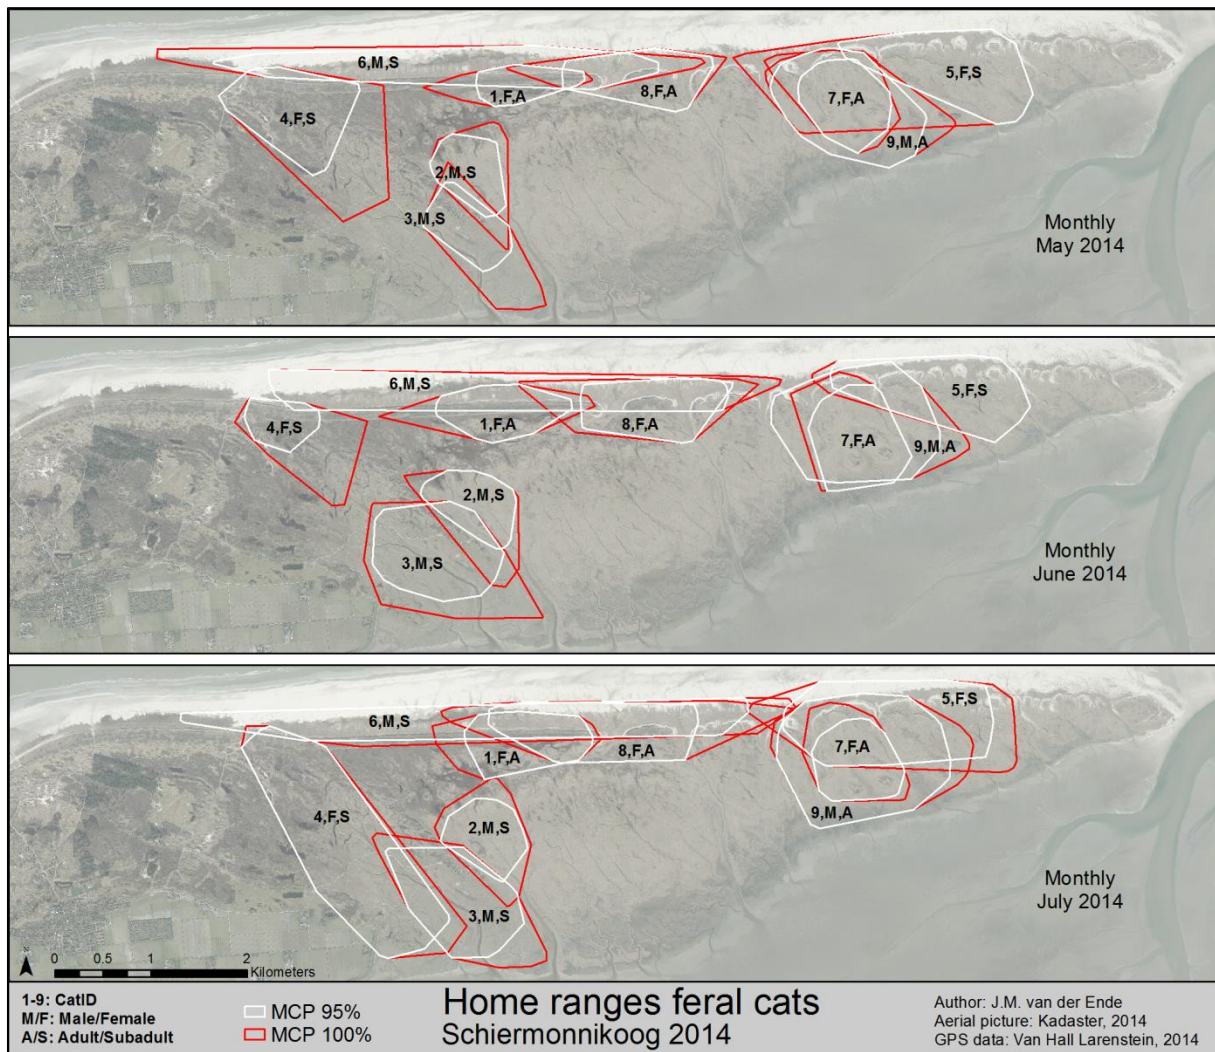 6,M,S
5,F,S
1,F,A
8,F,A
7,F,A
4,F,S
9,M,A
2,M,S
3,M,S
Monthly
May 2014
6,M,S
5,F,S
4,F,S
1,F,A
8,F,A
7,F,A
9,M,A
2,M,S
3,M,S
Monthly
June 2014
5,F,S
6,M,S
1,F,A
8,F,A
7,F,A
4,F,S
9,M,A
2,M,S
3,M,S
Monthly
July 2014
N
0 0.5 1 2
Kilometers
1-9: CatID
M/F: Male/Female
A/S: Adult/Subadult
MCP 95%
MCP 100%
Home ranges feral cats
Schiermonnikoog 2014
Author: J.M. van der Ende
Aerial picture: Kadaster, 2014
GPS data: Van Hall Larenstein, 2014